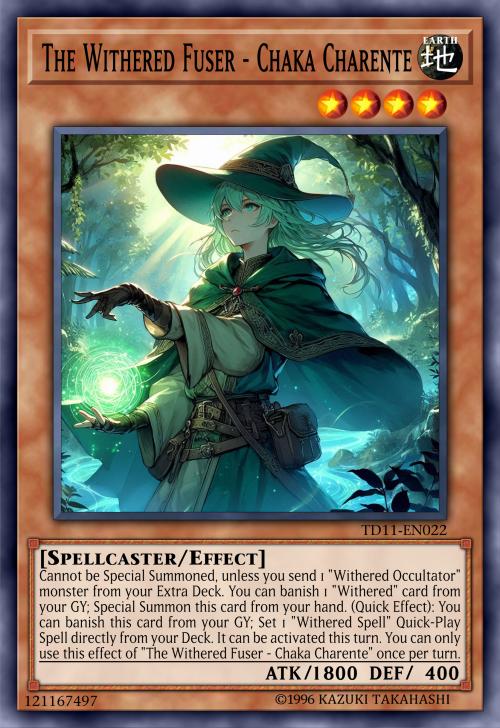 The Withered Fuser - Chaka Charente
EARTH
地
TD11-EN022
[Spellcaster/Effect]
Cannot be Special Summoned, unless you send 1 "Withered Occultator"
monster from your Extra Deck. You can banish 1 "Withered" card from
your GY; Special Summon this card from your hand. (Quick Effect): You
can banish this card from your GY; Set 1 "Withered Spell" Quick-Play
Spell directly from your Deck. It can be activated this turn. You can only
use this effect of "The Withered Fuser - Chaka Charente" once per turn.
ATK/1800 DEF/ 400
121167497
©1996 KAZUKI TAKAHASHI